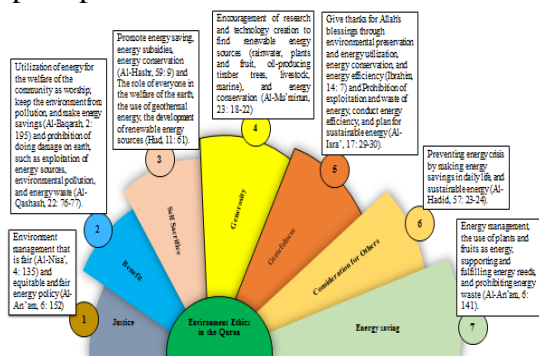 Promote energy saving,
energy subsidies,
energy conservation
(Al-Hashr, 59: 9) and
The role of everyone in
the welfare of the earth,
the use of geothermal
energy, the development
of renewable energy
sources (Hud, 11: 61).
Encouragement of research
and technology creation to
find renewable energy
sources (rainwater, plants
and fruit, oil-producing
timber trees, livestock,
marine), and energy
conservation (Al-Ma'minun,
23: 18-22)
Give thanks for Allah's
blessings through
environmental preservation
and energy utilization,
energy conservation, and
energy efficiency (Ibrahim,
14: 7) and Prohibition of
exploitation and waste of
energy, conduct energy
efficiency, and plan for
sustainable energy (Al-
Isra', 17: 29-30).
Utilization of energy for
the welfare of the
community as worship;
keep the environment from
pollution, and make energy
savings (Al-Baqarah, 2:
195) and prohibition of
doing damage on earth,
such as exploitation of
energy sources,
environmental pollution,
and energy waste (Al-
Qashash, 22: 76-77).
Preventing energy crisis
by making energy
savings in daily life, and
sustainable energy (Al-
Hadid, 57: 23-24).
Environment
management that
is fair (Al-Nisa',
4: 135) and
equitable and fair
energy policy (Al-
An'am, 6: 152)
Energy management,
the use of plants and
fruits as energy,
supporting and
fulfilling energy needs,
and prohibiting energy
waste (Al-An'am, 6:
141).
1
2
3
4
5
6
7
Justice
Benefit
Self Sacrifice
Generosity
Gratefulness
Consideration for Others
Energy saving
Environment Ethics
in the Quran